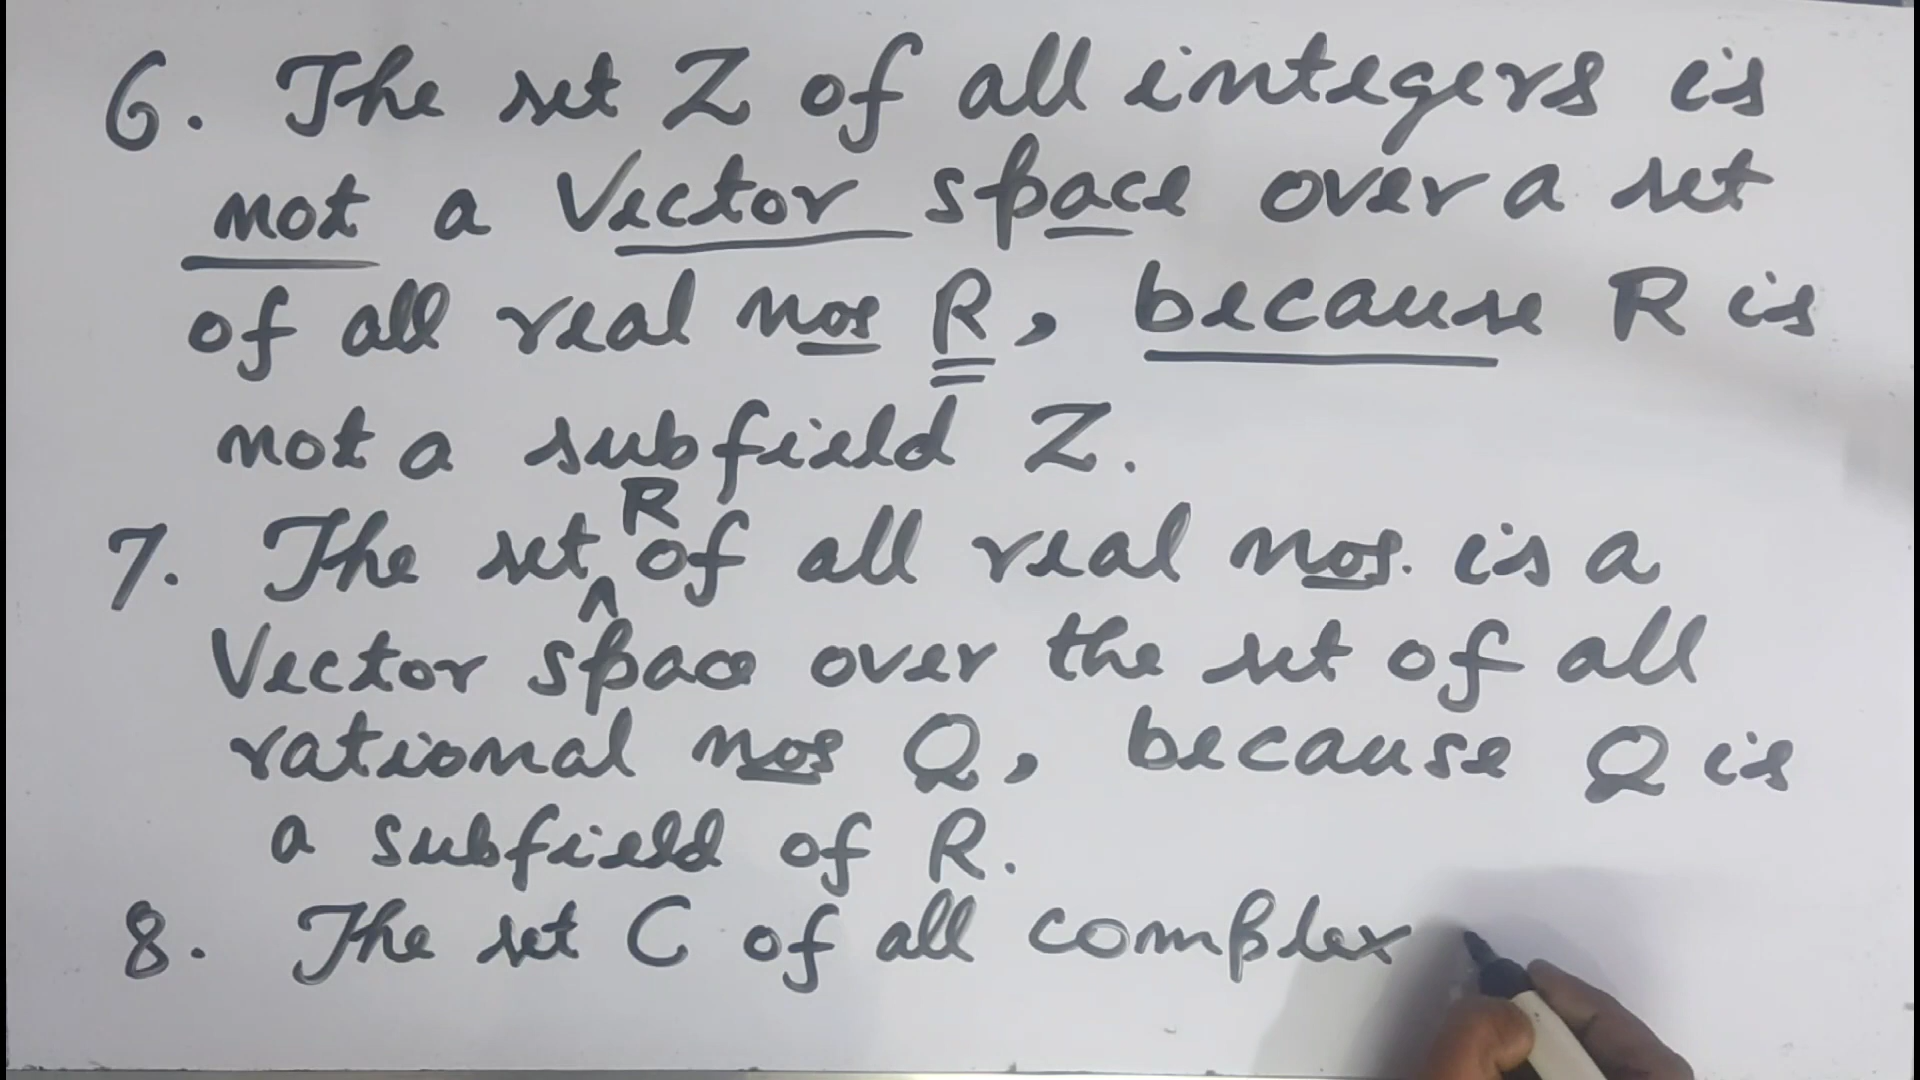 6. The set Z of all integers is
not a Vector space over a set
of all real nos R, because R is
not a subfield Z.
7. The set R of all real nos. is a
Vector space over the set of all
rational nos Q, because Q is
a subfield of R.
8. The set C of all complex